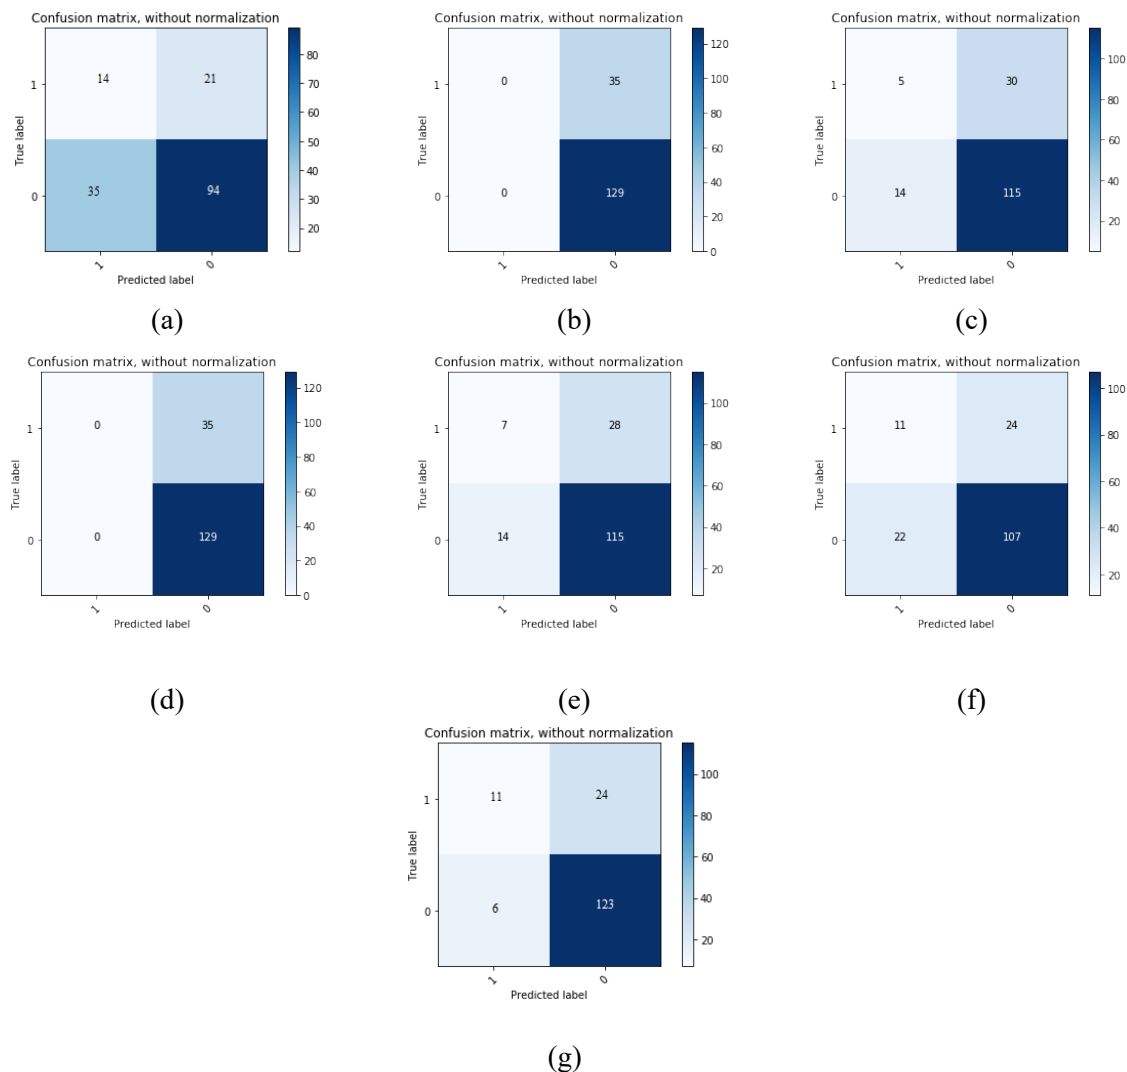 Confusion matrix, without normalization
1 14 21 80
70
60
50
True label
40
0 35 94 30
20
1 0
Predicted label
(a)
Confusion matrix, without normalization
120
1 0 35 100
80
60
True label
40
0 0 129 20
0
1 0
Predicted label
(b)
Confusion matrix, without normalization
100
1 5 30 80
60
True label
40
0 14 115 20
1 0
Predicted label
(c)
Confusion matrix, without normalization
120
1 0 35 100
80
60
True label
40
0 0 129 20
0
1 0
Predicted label
(d)
Confusion matrix, without normalization
100
1 7 28 80
60
True label
40
0 14 115 20
1 0
Predicted label
(e)
Confusion matrix, without normalization
100
1 11 24 80
60
True label
40
0 22 107 20
1 0
Predicted label
(f)
Confusion matrix, without normalization
100
1 11 24 80
60
True label
40
0 6 123 20
1 0
Predicted label
(g)